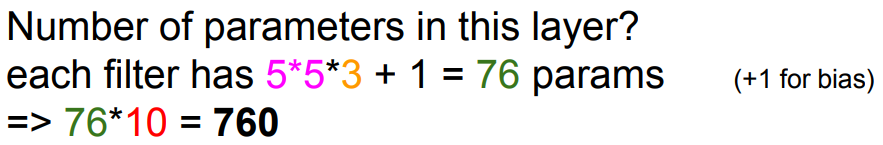 Number of parameters in this layer?
each filter has 5*5*3 + 1 = 76 params (+1 for bias)
=> 76*10 = 760